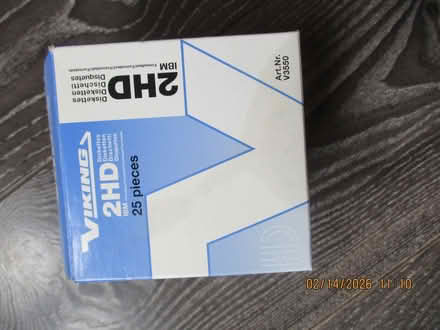 2HD
IBM
Diskettes
Disketten
Dischetti
Disquettes
Art.Nr.
V3550
VIKING
2HD
IBM
Diskettes
Disketten
Dischetti
Disquettes
25 pieces
02/14/2026 11:10